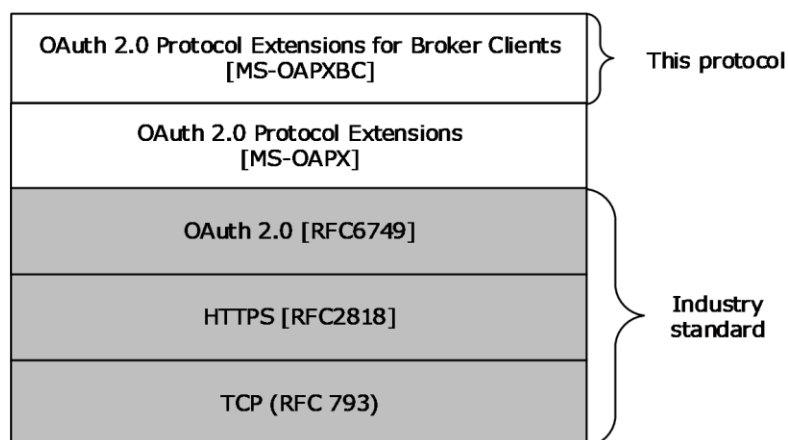 OAuth 2.0 Protocol Extensions for Broker Clients
[MS-OAPXBC]
This protocol
OAuth 2.0 Protocol Extensions
[MS-OAPX]
OAuth 2.0 [RFC6749]
HTTPS [RFC2818]
Industry
standard
TCP (RFC 793)